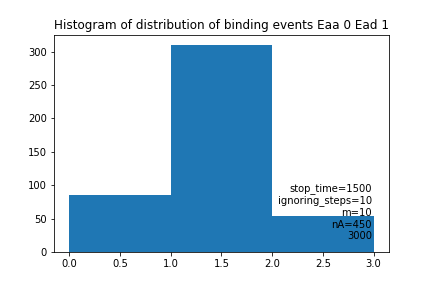 Histogram of distribution of binding events Eaa 0 Ead 1
300
250
200
150
100
50
0
stop_time=1500
ignoring_steps=10
m=10
nA=450
3000
0.0 0.5 1.0 1.5 2.0 2.5 3.0